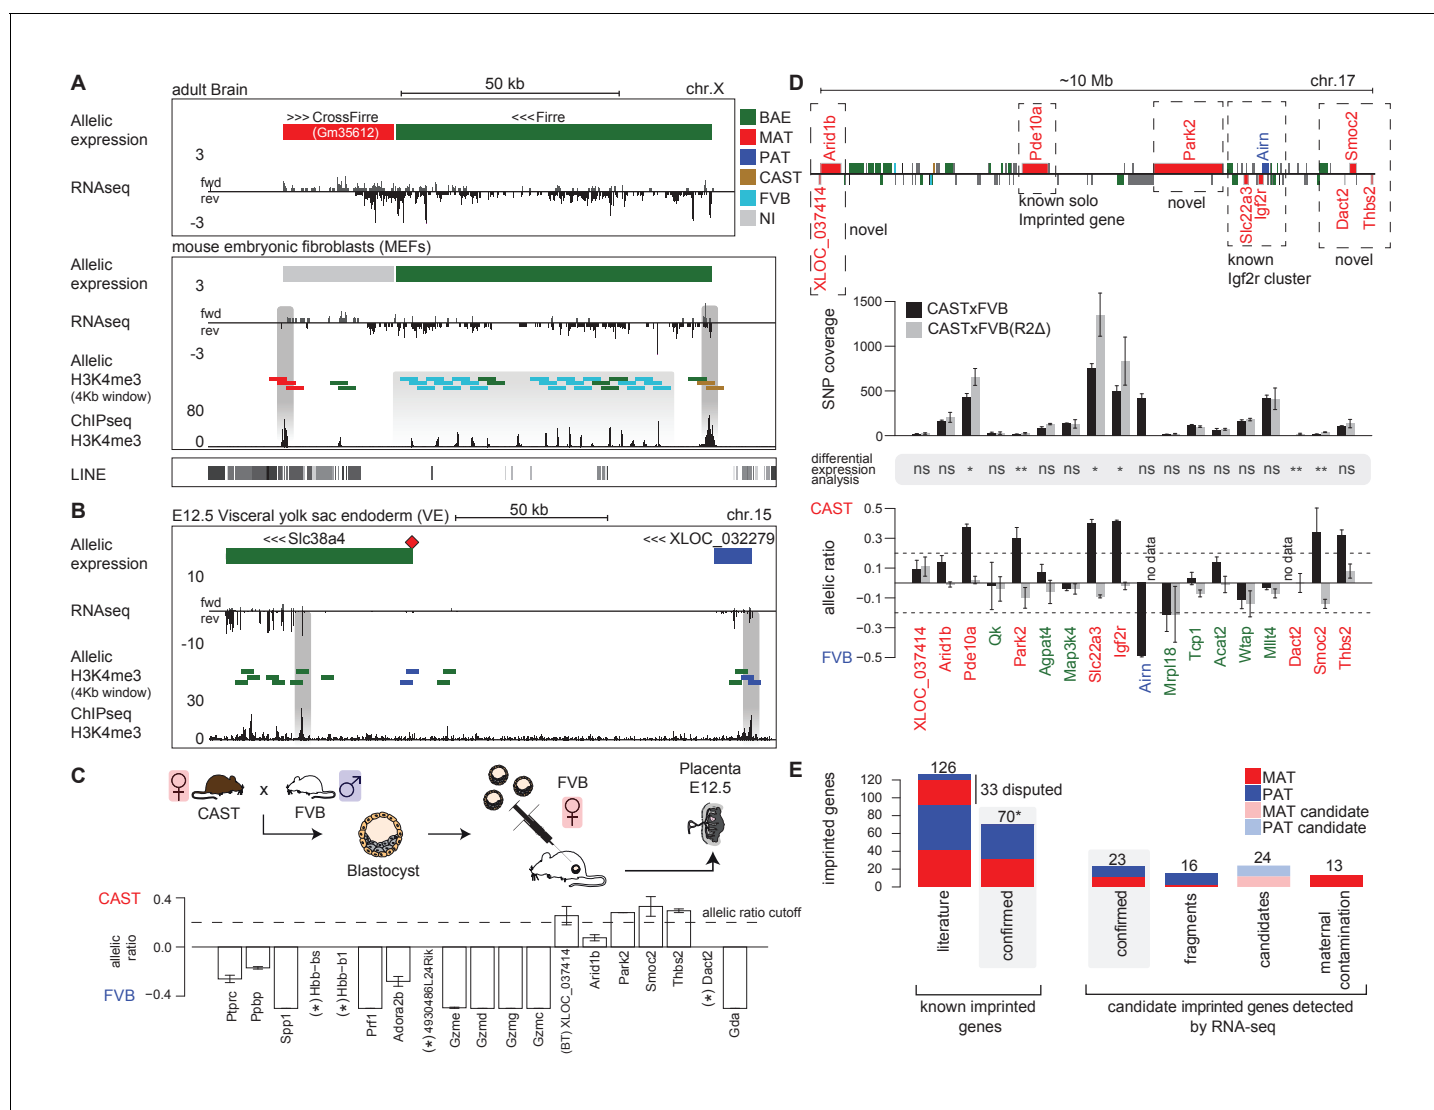 A
adult Brain
50 kb
chr.X
Allelic
expression
>>> CrossFirre
(Gm35612)
<<<Firre
BAE
MAT
PAT
CAST
FVB
NI
3
RNAseq
fwd
rev
-3
mouse embryonic fibroblasts (MEFs)
Allelic
expression
3
RNAseq
fwd
rev
-3
Allelic
H3K4me3
(4Kb window)
ChIPseq
H3K4me3
80
0
LINE
B
E12.5 Visceral yolk sac endoderm (VE)
50 kb
chr.15
Allelic
expression
<<<Slc38a4
<<< XLOC_032279
10
RNAseq
fwd
rev
-10
Allelic
H3K4me3
(4Kb window)
ChIPseq
H3K4me3
30
0
C
♀
CAST
x
FVB
♂
Blastocyst
FVB
♀
Placenta
E12.5
CAST
0.4
allelic ratio cutoff
allelic
ratio
0.0
FVB
−0.4
Ptprc
Ppbp
Spp1
(*) Hbb−bs
(*) Hbb−b1
Prf1
Adora2b
(*) 4930486L24Rik
Gzme
Gzmd
Gzmg
Gzmc
(BT) XLOC_037414
Arid1b
Park2
Smoc2
Thbs2
(*) Dact2
Gda
D
~10 Mb
chr.17
XLOC_037414
Arid1b
novel
Pde10a
known solo
Imprinted gene
Park2
novel
Airn
Slc22a3
Igf2r
known
Igf2r cluster
Smoc2
Dact2
Thbs2
novel
CASTxFVB
CASTxFVB(R2Δ)
SNP coverage
1500
1000
500
0
differential
expression
analysis
ns ns * ns ** ns ns * * ns ns ns ns ns ns ** ** ns
CAST
FVB
allelic ratio
0.5
0.3
0.1
−0.1
−0.3
−0.5
no data
no data
XLOC_037414
Arid1b
Pde10a
Qk
Park2
Agpat4
Map3k4
Slc22a3
Igf2r
Airn
Mrpl18
Tcp1
Acat2
Wtap
Mllt4
Dact2
Smoc2
Thbs2
E
imprinted genes
120
100
80
60
40
20
0
126
33 disputed
70*
23
16
24
13
MAT
PAT
MAT candidate
PAT candidate
literature
confirmed
confirmed
fragments
candidates
maternal
contamination
known imprinted
genes
candidate imprinted genes detected
by RNA-seq